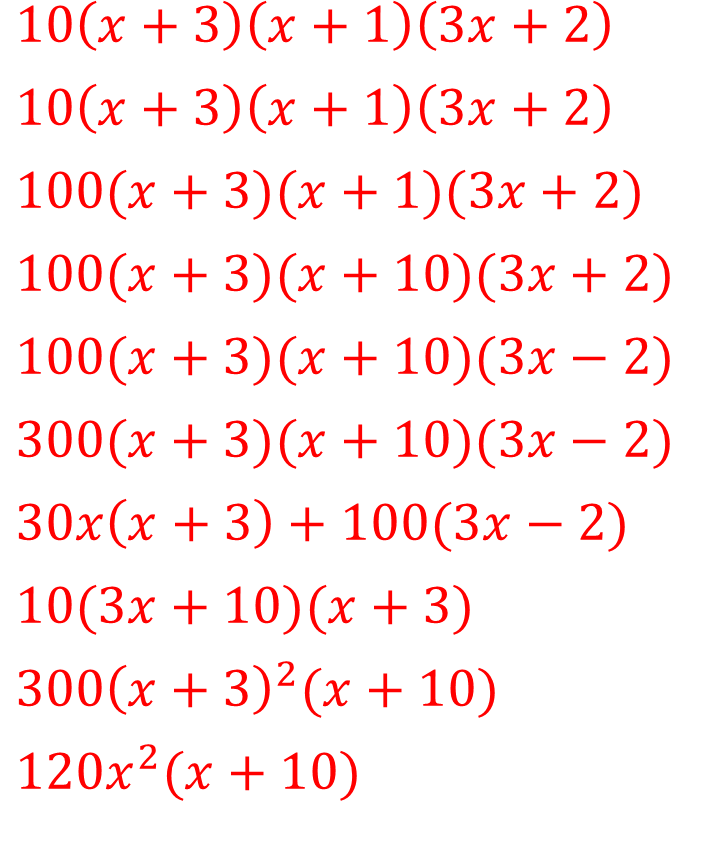 10(x + 3)(x + 1)(3x + 2)
10(x + 3)(x + 1)(3x + 2)
100(x + 3)(x + 1)(3x + 2)
100(x + 3)(x + 10)(3x + 2)
100(x + 3)(x + 10)(3x − 2)
300(x + 3)(x + 10)(3x − 2)
30x(x + 3) + 100(3x − 2)
10(3x + 10)(x + 3)
300(x + 3)²(x + 10)
120x²(x + 10)